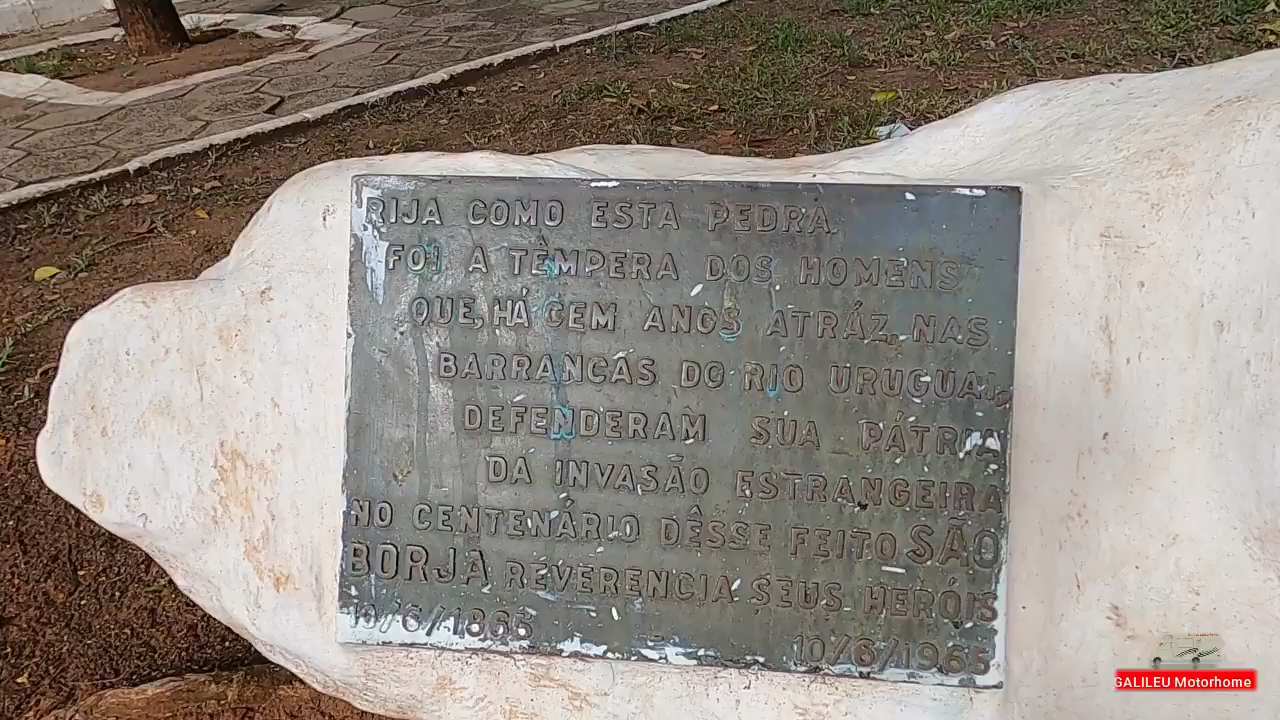 RIJA COMO ESTA PEDRA.
FOI A TÊMPERA DOS HOMENS
QUE, HÁ CEM ANOS ATRÁZ, NAS
BARRANCAS DO RIO URUGUAI,
DEFENDERAM SUA PÁTRIA
DA INVASÃO ESTRANGEIRA
NO CENTENÁRIO DÊSSE FEITO SÃO
BORJA REVERENCIA SEUS HERÓIS
10/6/1865 10/6/1965
GALILEU Motorhome